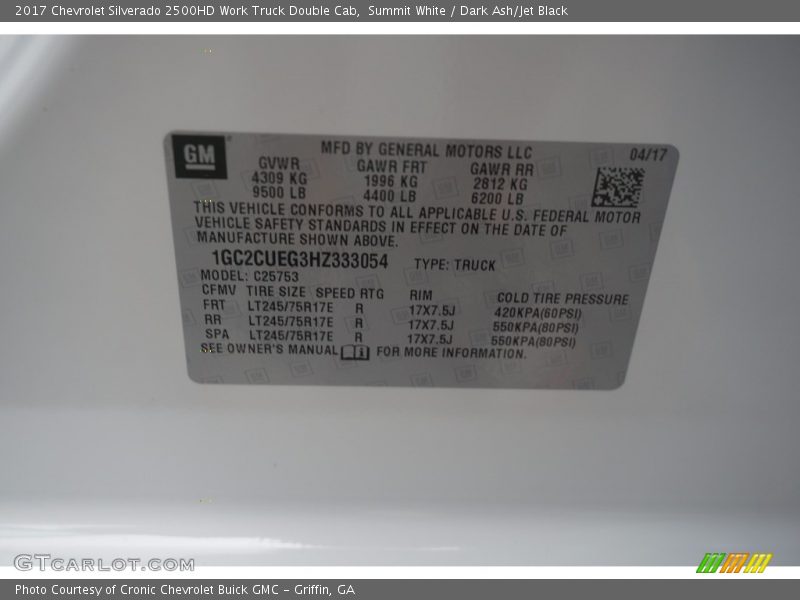 2017 Chevrolet Silverado 2500HD Work Truck Double Cab, Summit White / Dark Ash/Jet Black
GM
MFD BY GENERAL MOTORS LLC 04/17
GVWR GAWR FRT GAWR RR
4309 KG 1996 KG 2812 KG
9500 LB 4400 LB 6200 LB
THIS VEHICLE CONFORMS TO ALL APPLICABLE U.S. FEDERAL MOTOR
VEHICLE SAFETY STANDARDS IN EFFECT ON THE DATE OF
MANUFACTURE SHOWN ABOVE.
1GC2CUEG3HZ333054 TYPE: TRUCK
MODEL: C25753
CFMV TIRE SIZE SPEED RTG RIM COLD TIRE PRESSURE
FRT LT245/75R17E R 17X7.5J 420KPA(60PSI)
RR LT245/75R17E R 17X7.5J 550KPA(80PSI)
SPA LT245/75R17E R 17X7.5J 550KPA(80PSI)
SEE OWNER'S MANUAL FOR MORE INFORMATION.
GTCARLOT.COM
Photo Courtesy of Cronic Chevrolet Buick GMC – Griffin, GA